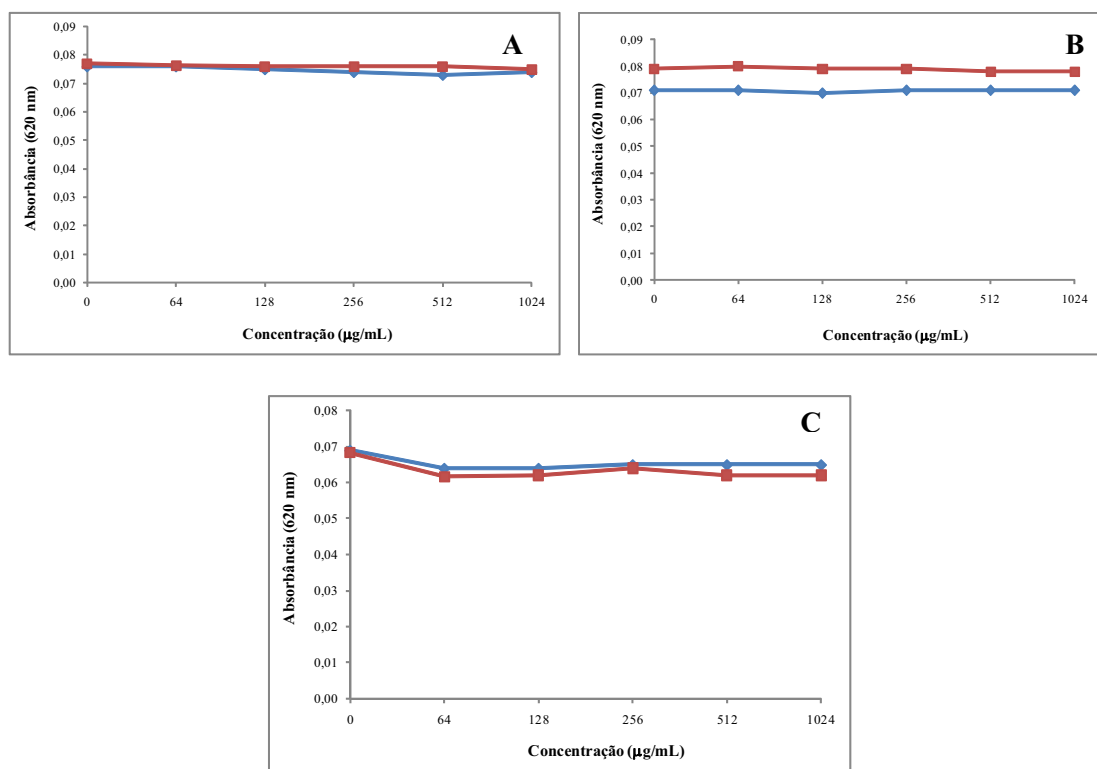 A
0,09
0,08
0,07
0,06
0,05
0,04
0,03
0,02
0,01
0,00
Absorbância (620 nm)
0 64 128 256 512 1024
Concentração (µg/mL)
B
0,09
0,08
0,07
0,06
0,05
0,04
0,03
0,02
0,01
0,00
Absorbância (620 nm)
0 64 128 256 512 1024
Concentração (µg/mL)
C
0,08
0,07
0,06
0,05
0,04
0,03
0,02
0,01
0,00
Absorbância (620 nm)
0 64 128 256 512 1024
Concentração (µg/mL)